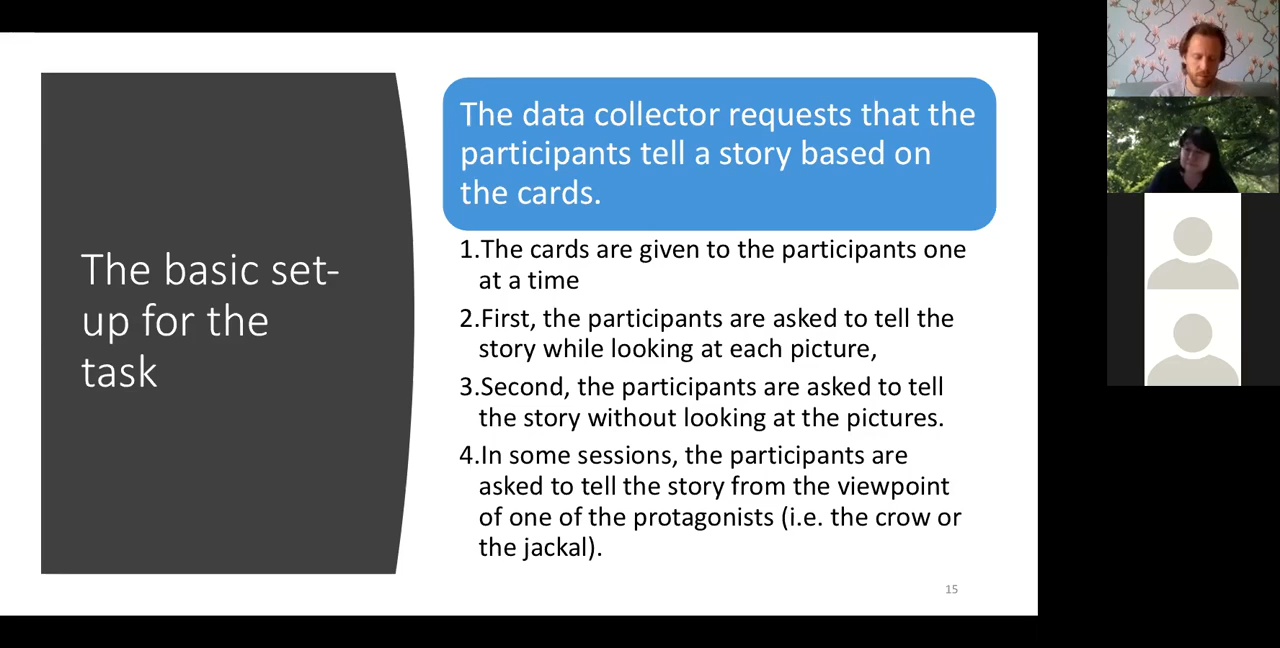 The basic set-
up for the
task
The data collector requests that the
participants tell a story based on
the cards.
1.The cards are given to the participants one
at a time
2.First, the participants are asked to tell the
story while looking at each picture,
3.Second, the participants are asked to tell
the story without looking at the pictures.
4.In some sessions, the participants are
asked to tell the story from the viewpoint
of one of the protagonists (i.e. the crow or
the jackal).
15